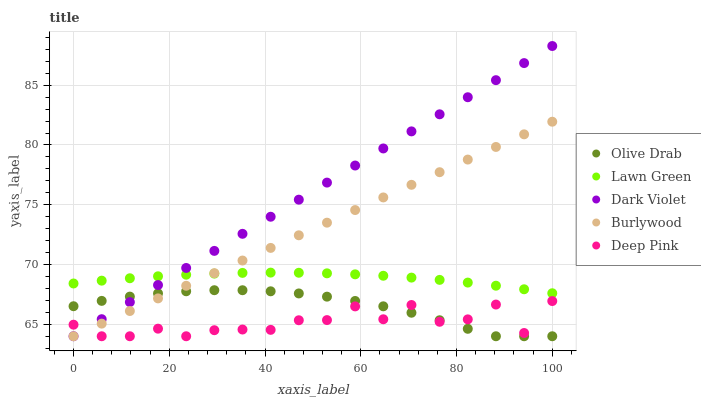 title
yaxis_label
85
80
75
70
65
0
20
40
60
80
100
xaxis_label
Olive Drab
Lawn Green
Dark Violet
Burlywood
Deep Pink